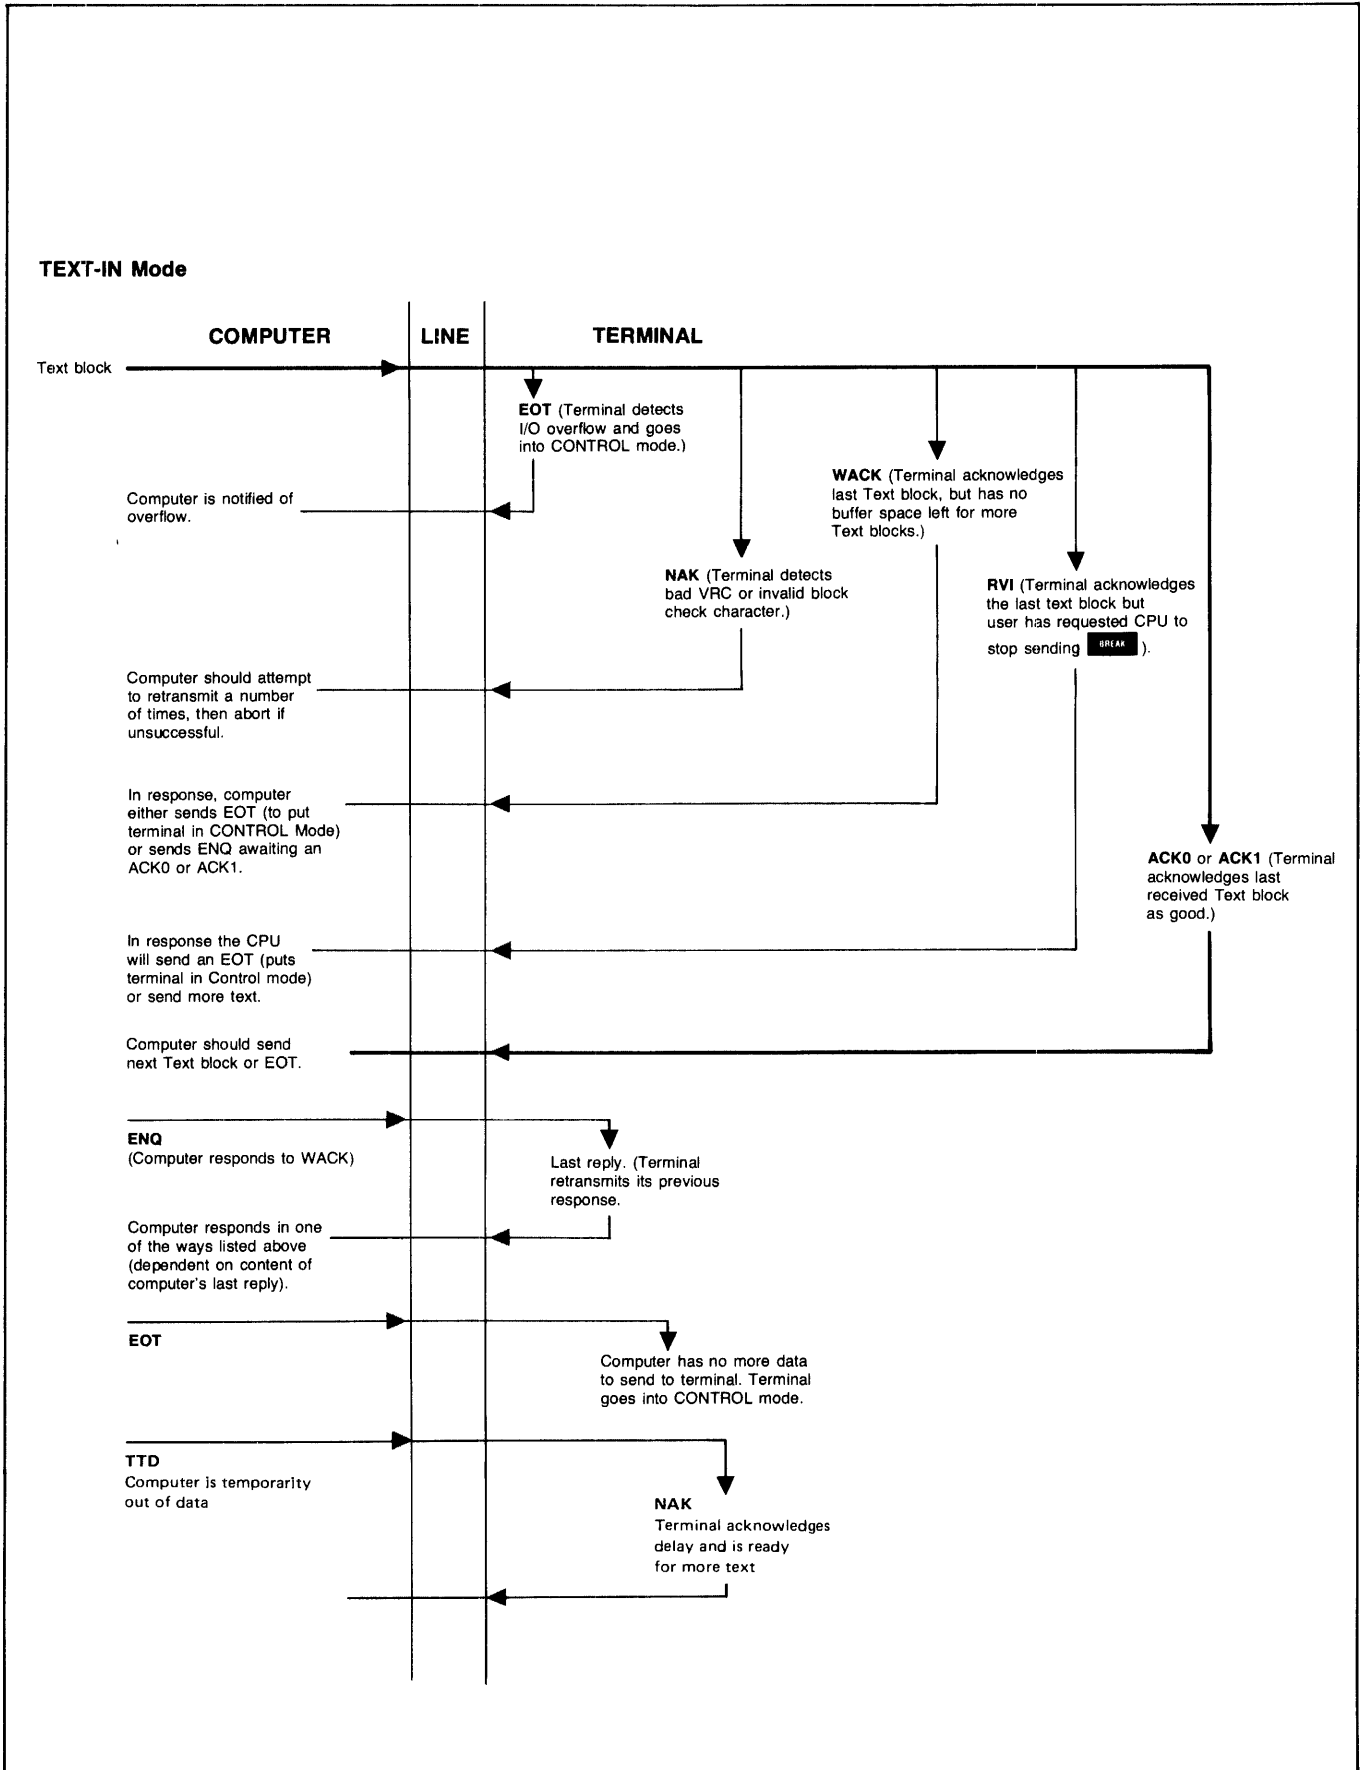 TEXT-IN Mode
COMPUTER
LINE
TERMINAL
Text block
EOT (Terminal detects
I/O overflow and goes
into CONTROL mode.)
Computer is notified of
overflow.
WACK (Terminal acknowledges
last Text block, but has no
buffer space left for more
Text blocks.)
NAK (Terminal detects
bad VRC or invalid block
check character.)
RVI (Terminal acknowledges
the last text block but
user has requested CPU to
stop sending BREAK ).
Computer should attempt
to retransmit a number
of times, then abort if
unsuccessful.
In response, computer
either sends EOT (to put
terminal in CONTROL Mode)
or sends ENQ awaiting an
ACK0 or ACK1.
ACK0 or ACK1 (Terminal
acknowledges last
received Text block
as good.)
In response the CPU
will send an EOT (puts
terminal in Control mode)
or send more text.
Computer should send
next Text block or EOT.
ENQ
(Computer responds to WACK)
Last reply. (Terminal
retransmits its previous
response.
Computer responds in one
of the ways listed above
(dependent on content of
computer's last reply).
EOT
Computer has no more data
to send to terminal. Terminal
goes into CONTROL mode.
TTD
Computer is temporarity
out of data
NAK
Terminal acknowledges
delay and is ready
for more text